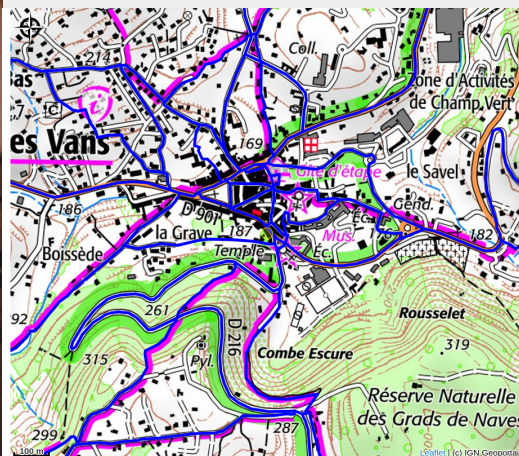 Coll.
214
Zone d'Activités
de Champ Vert
es Vans
169
Gîte d'étape
le Savel
186
D 901
Gend.
Éc.
187
la Grave
Mus.
182
Boissède
Temple
Éc.
92
261
D 216
Rousselet
315
Pyl.
Combe Escure
319
Réserve Naturelle
des Grads de Naves
299
287
100 m
Leaflet | (c) IGN Geoportail